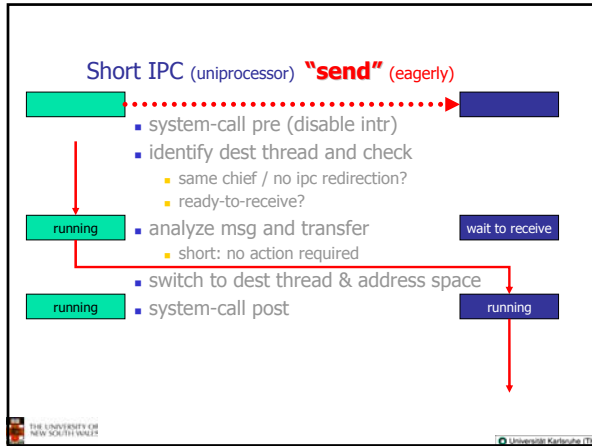 Short IPC (uniprocessor) "send" (eagerly)
▪ system-call pre (disable intr)
▪ identify dest thread and check
▪ same chief / no ipc redirection?
▪ ready-to-receive?
running
▪ analyze msg and transfer
wait to receive
▪ short: no action required
▪ switch to dest thread & address space
running
▪ system-call post
running
THE UNIVERSITY OF
NEW SOUTH WALES
Universität Karlsruhe (TH